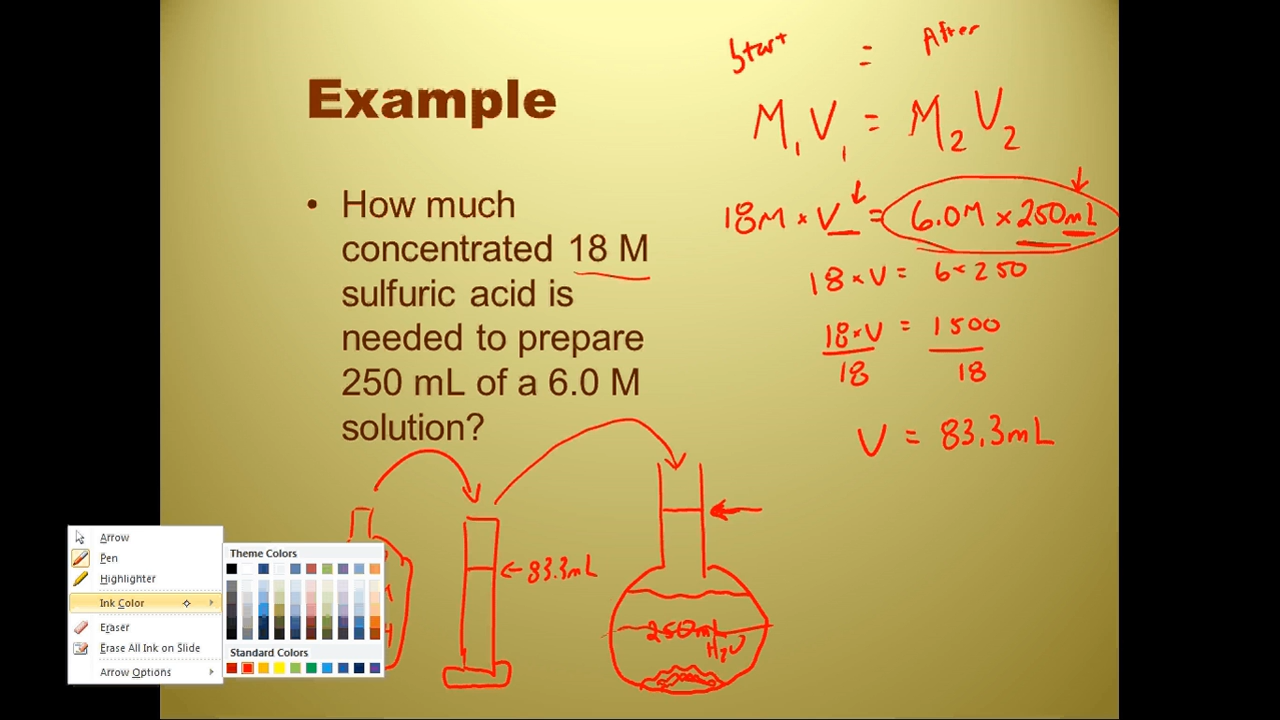 Start = After
Example
M₁V₁ = M₂V₂
• How much
concentrated 18 M
sulfuric acid is
needed to prepare
250 mL of a 6.0 M
solution?
18M × V = 6.0M × 250mL
18 × V = 6 × 250
18 × V = 1500
18 18
V = 83.3mL
←83.3mL
250mL
H₂O
Arrow
Pen
Highlighter
Ink Color
Eraser
Erase All Ink on Slide
Arrow Options
Theme Colors
Standard Colors